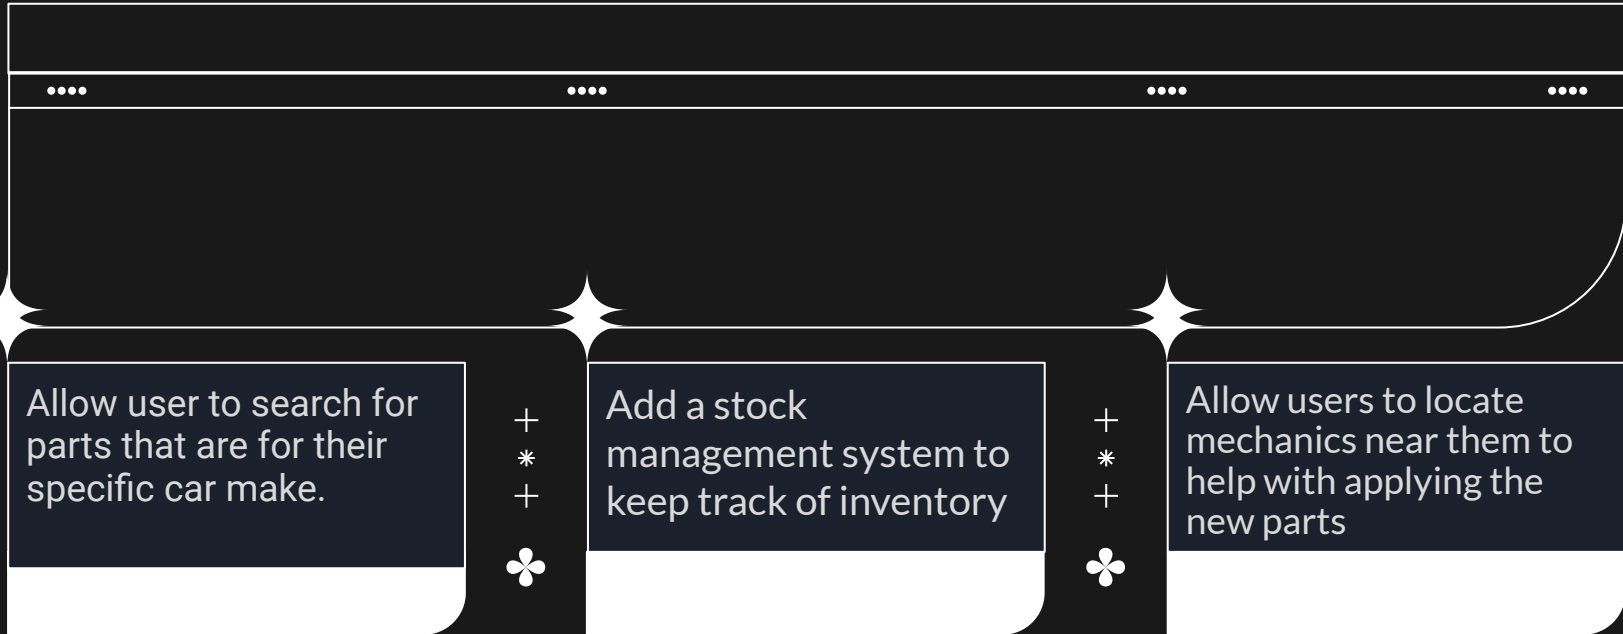 Allow user to search for
parts that are for their
specific car make.
Add a stock
management system to
keep track of inventory
Allow users to locate
mechanics near them to
help with applying the
new parts